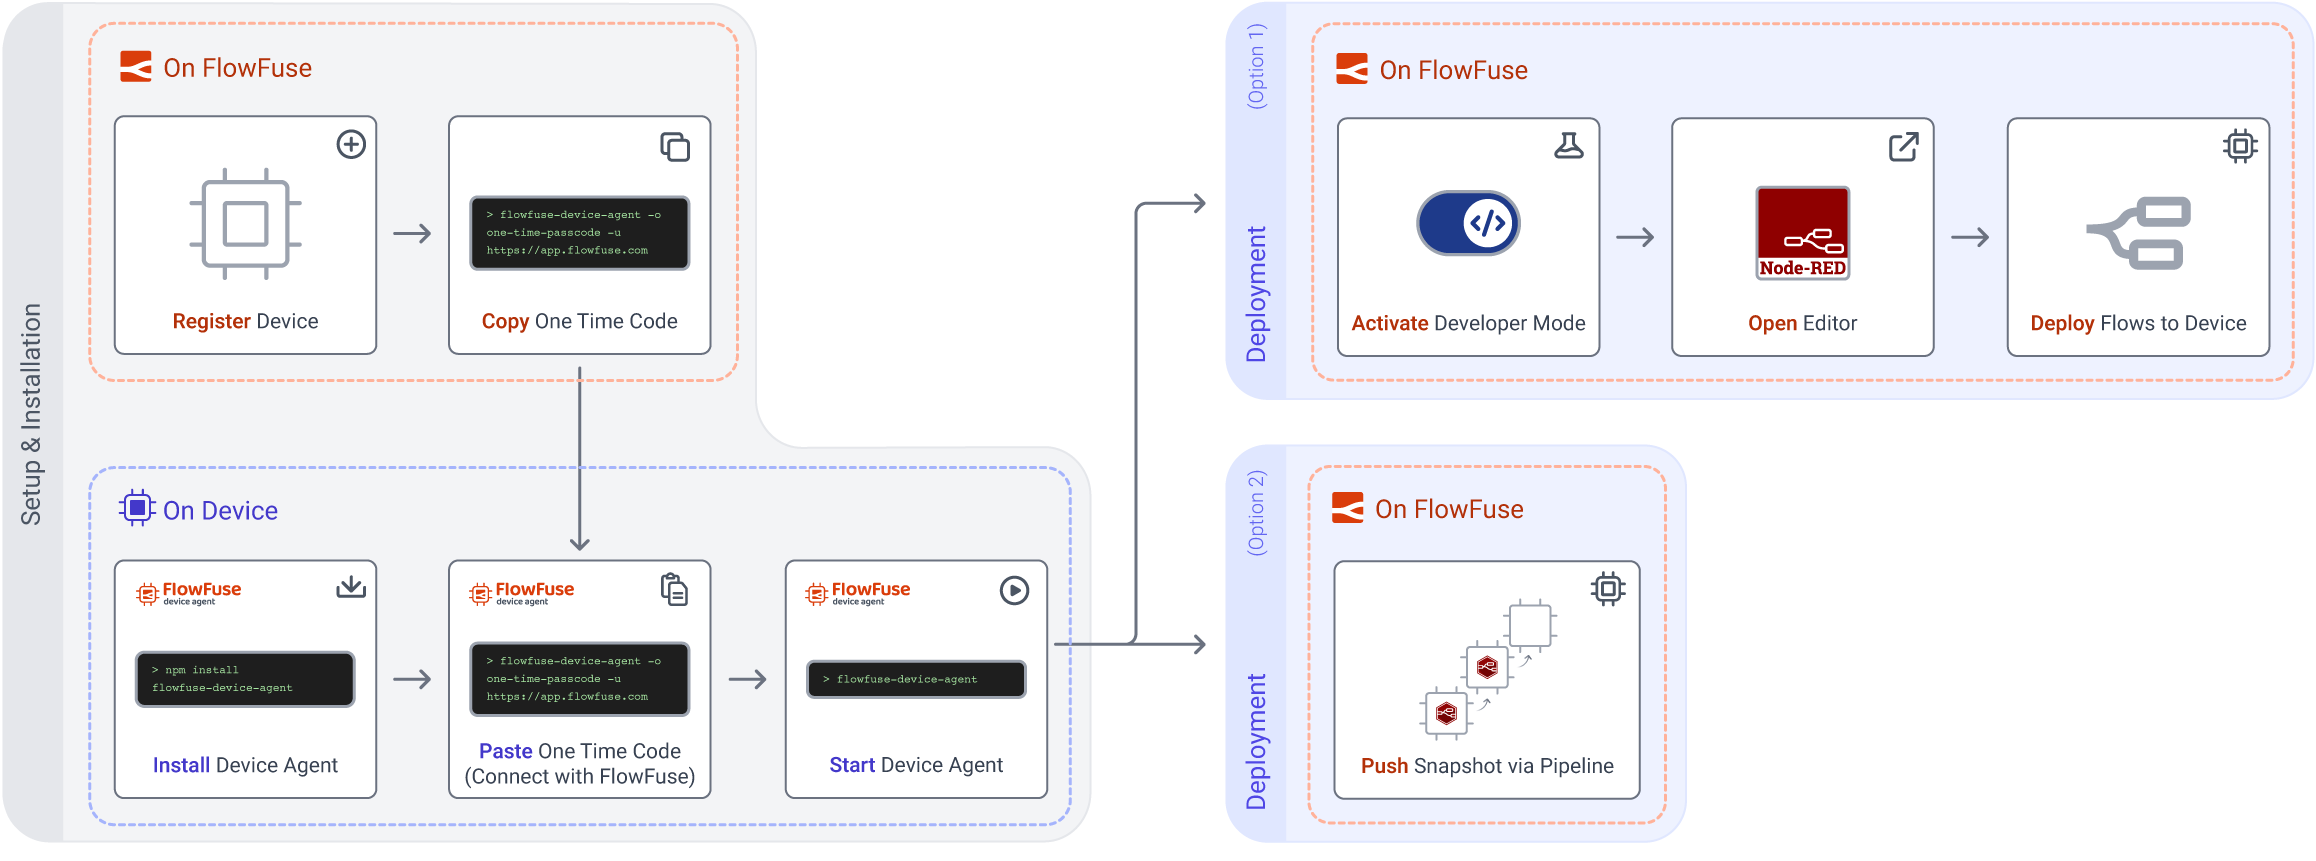 Setup & Installation
On FlowFuse
Register Device
> flowfuse-device-agent -o
one-time-passcode -u
https://app.flowfuse.com
Copy One Time Code
On Device
FlowFuse
device agent
> npm install
flowfuse-device-agent
Install Device Agent
FlowFuse
device agent
> flowfuse-device-agent -o
one-time-passcode -u
https://app.flowfuse.com
Paste One Time Code
(Connect with FlowFuse)
FlowFuse
device agent
> flowfuse-device-agent
Start Device Agent
Deployment
(Option 1)
On FlowFuse
Activate Developer Mode
Node-RED
Open Editor
Deploy Flows to Device
Deployment
(Option 2)
On FlowFuse
Push Snapshot via Pipeline